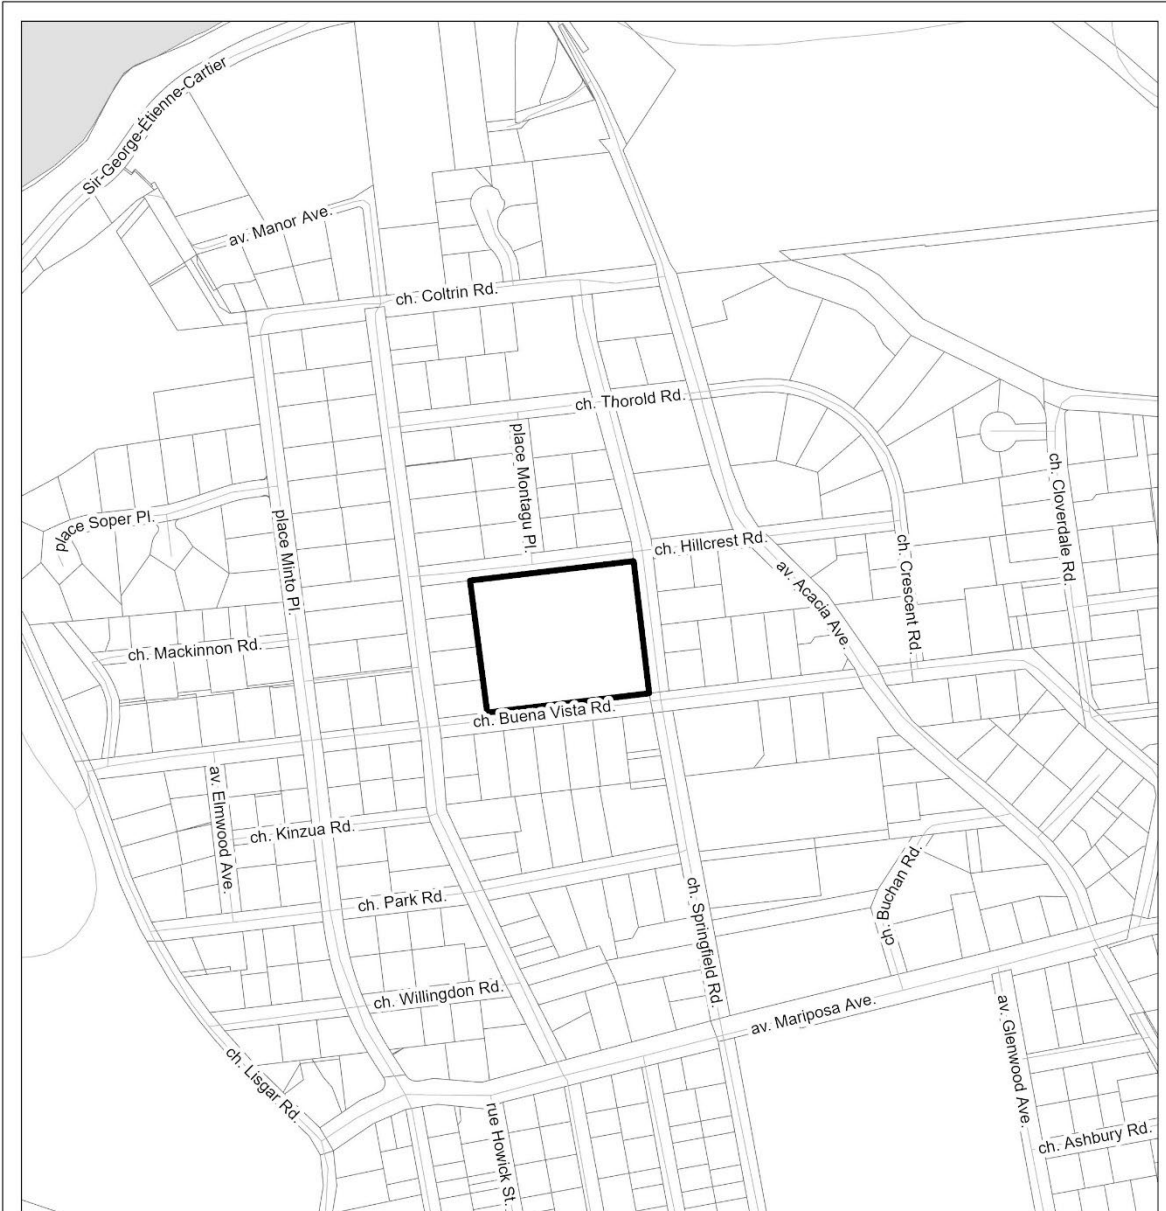 Sir-George-Étienne-Cartier
av. Manor Ave.
ch. Coltrin Rd.
ch. Thorold Rd.
place Montagu Pl.
ch. Cloverdale Rd.
place Soper Pl.
place Minto Pl.
ch. Hillcrest Rd.
ch. Crescent Rd.
av. Acacia Ave.
ch. Mackinnon Rd.
ch. Buena Vista Rd.
av. Elmwood Ave.
ch. Kinzua Rd.
ch. Park Rd.
ch. Buchan Rd.
ch. Springfield Rd.
ch. Willingdon Rd.
av. Mariposa Ave.
av. Glenwood Ave.
ch. Lisgar Rd.
rue Howick St.
ch. Ashbury Rd.